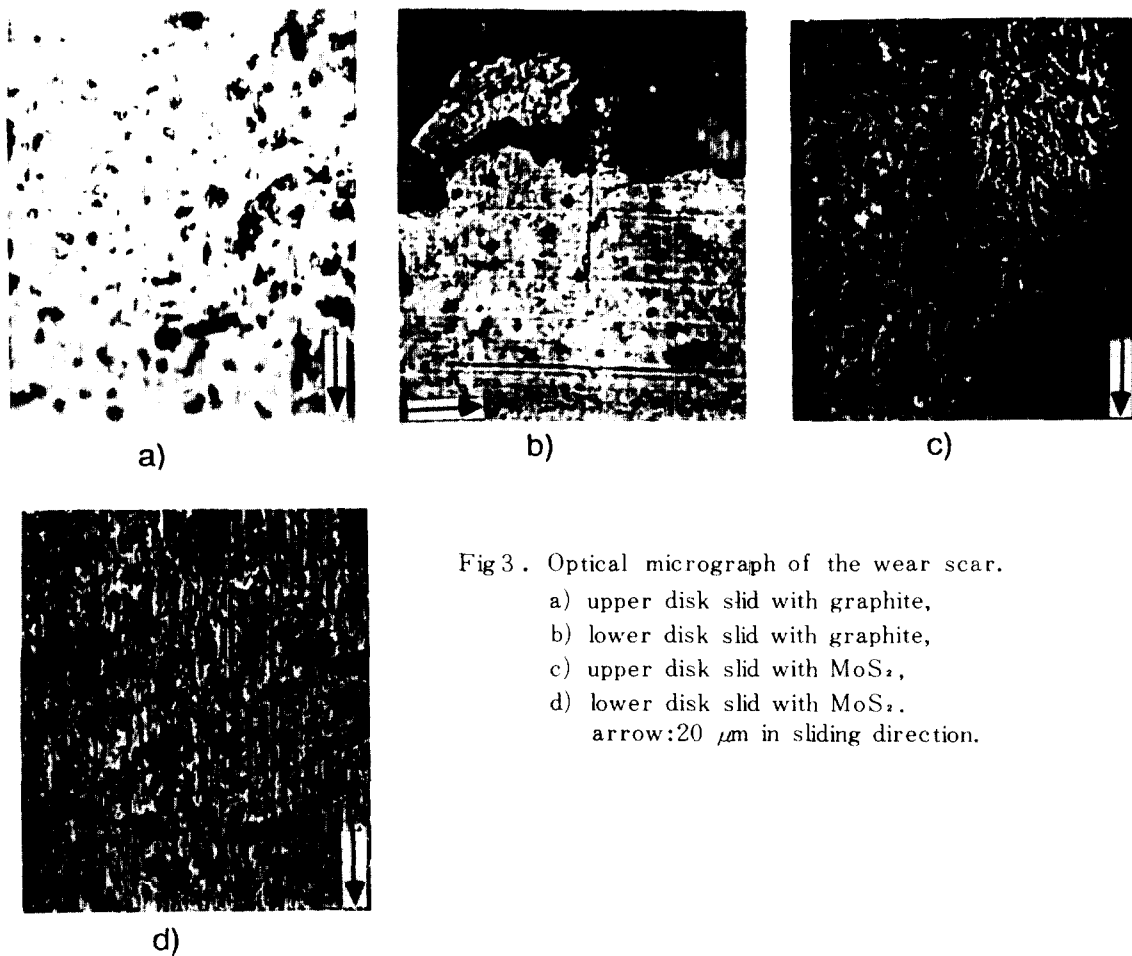 a)
b)
c)
d)
Fig 3. Optical micrograph of the wear scar.
a) upper disk slid with graphite,
b) lower disk slid with graphite,
c) upper disk slid with MoS₂,
d) lower disk slid with MoS₂.
arrow:20 μm in sliding direction.